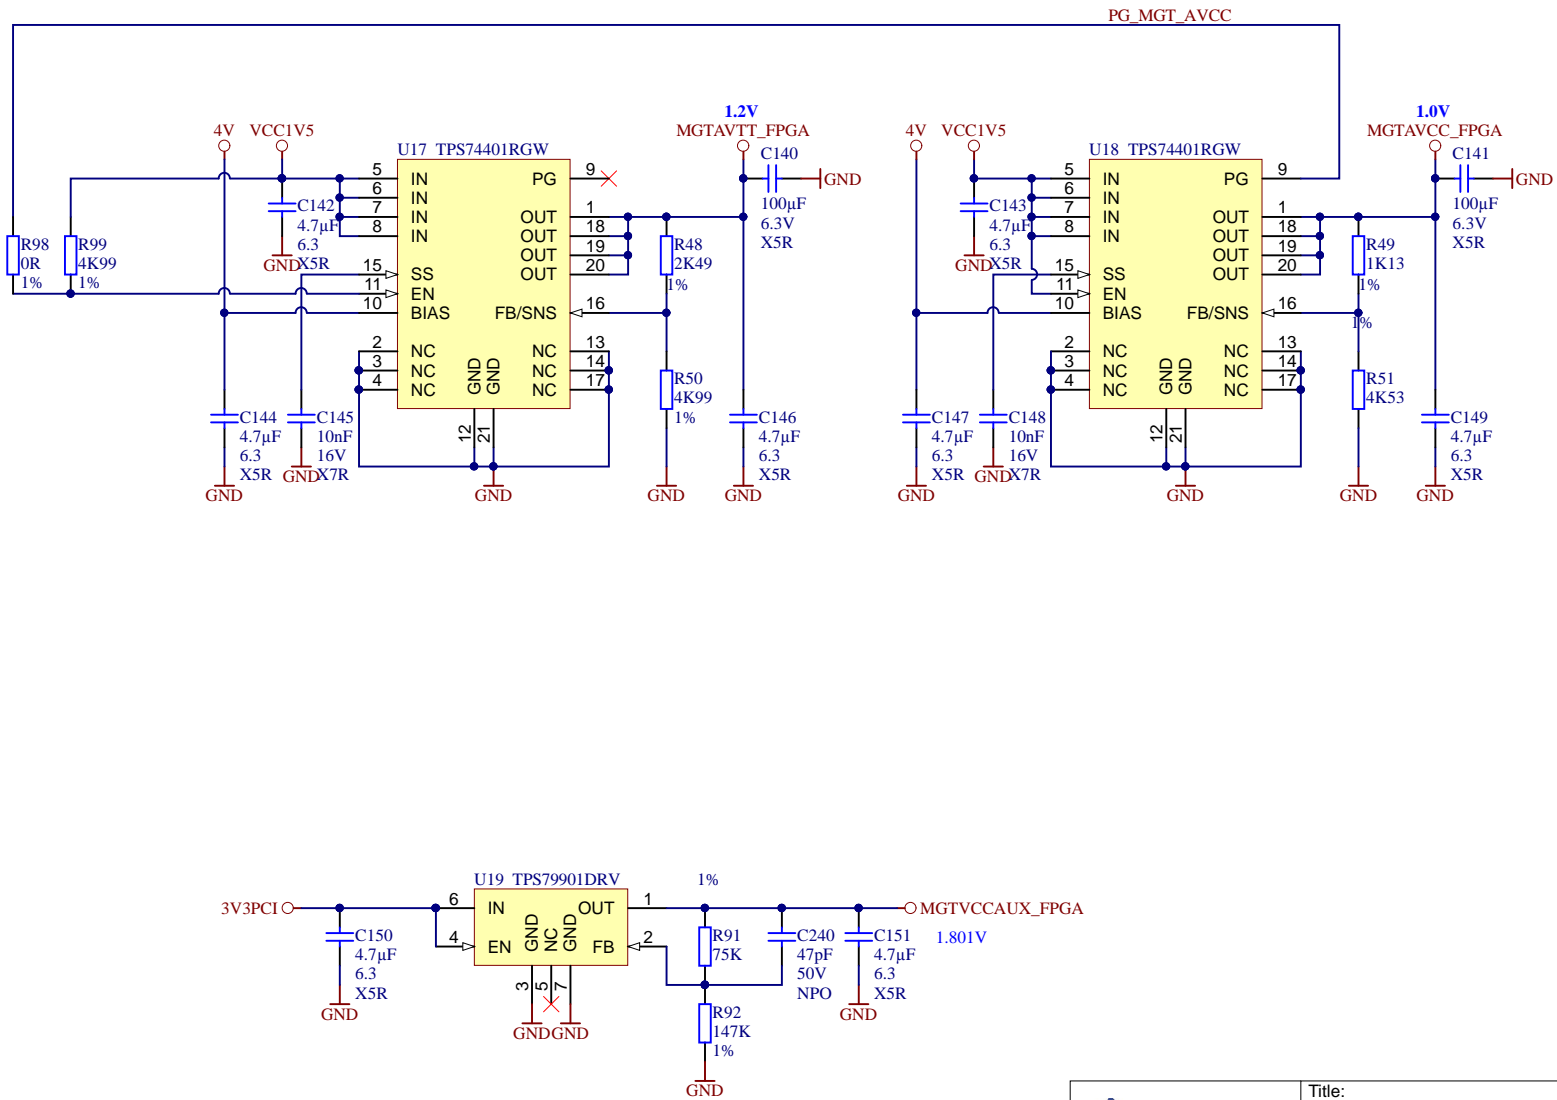 PG_MGT_AVCC
1.2V
MGTAVTT_FPGA
4V
VCC1V5
U17 TPS74401RGW
5 IN
6 IN
7 IN
8 IN
15 SS
11 EN
10 BIAS
2 NC
3 NC
4 NC
PG 9
OUT 1
OUT 18
OUT 19
OUT 20
FB/SNS 16
NC 13
NC 14
NC 17
GND 12
GND 21
GND
R98
0R
1%
R99
4K99
1%
C142
4.7µF
6.3
X5R
GND
C144
4.7µF
6.3
X5R
GND
C145
10nF
16V
X7R
GND
R48
2K49
1%
R50
4K99
1%
GND
C140
100µF
6.3V
X5R
GND
C146
4.7µF
6.3
X5R
GND
1.0V
MGTAVCC_FPGA
4V
VCC1V5
U18 TPS74401RGW
5 IN
6 IN
7 IN
8 IN
15 SS
11 EN
10 BIAS
2 NC
3 NC
4 NC
PG 9
OUT 1
OUT 18
OUT 19
OUT 20
FB/SNS 16
NC 13
NC 14
NC 17
GND 12
GND 21
GND
C143
4.7µF
6.3
X5R
GND
C147
4.7µF
6.3
X5R
GND
C148
10nF
16V
X7R
GND
R49
1K13
1%
1%
R51
4K53
GND
C141
100µF
6.3V
X5R
GND
C149
4.7µF
6.3
X5R
GND
U19 TPS79901DRV
1%
3V3PCI
6 IN
4 EN
OUT 1
FB 2
GND 3
NC 5
GND 7
GND
GND
C150
4.7µF
6.3
X5R
GND
R91
75K
C240
47pF
50V
NPO
C151
4.7µF
6.3
X5R
GND
MGTVCCAUX_FPGA
1.801V
R92
147K
1%
GND
Title: